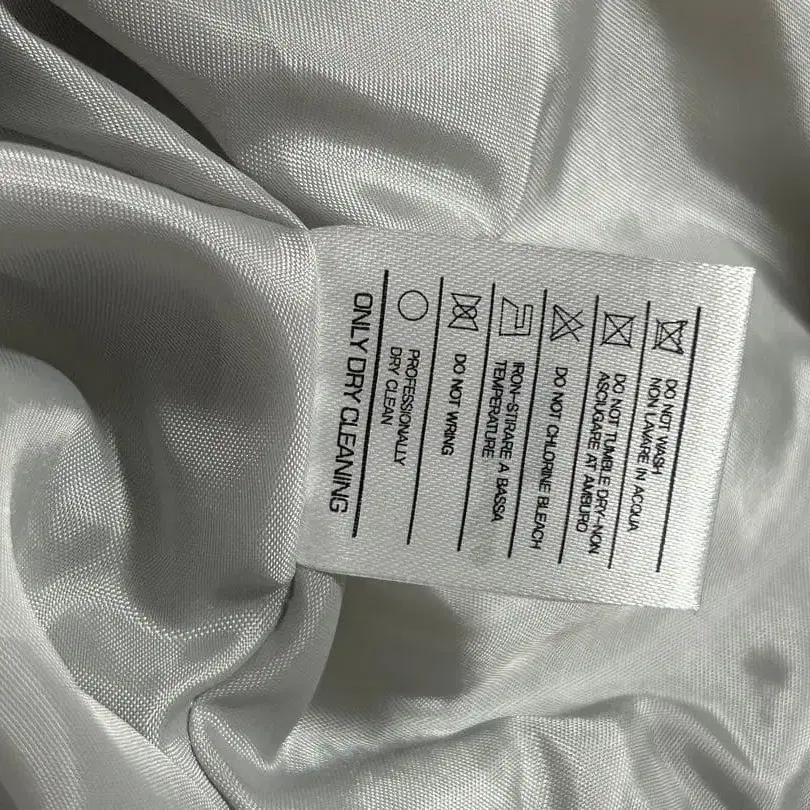 DO NOT WASH
NON LAVARE IN ACQUA
DO NOT TUMBLE DRY-NON
ASCIUGARE AT AMBURO
DO NOT CHLORINE BLEACH
IRON-STIRARE A BASSA
TEMPERATURE
DO NOT WRING
PROFESSIONALLY
DRY CLEAN
ONLY DRY CLEANING